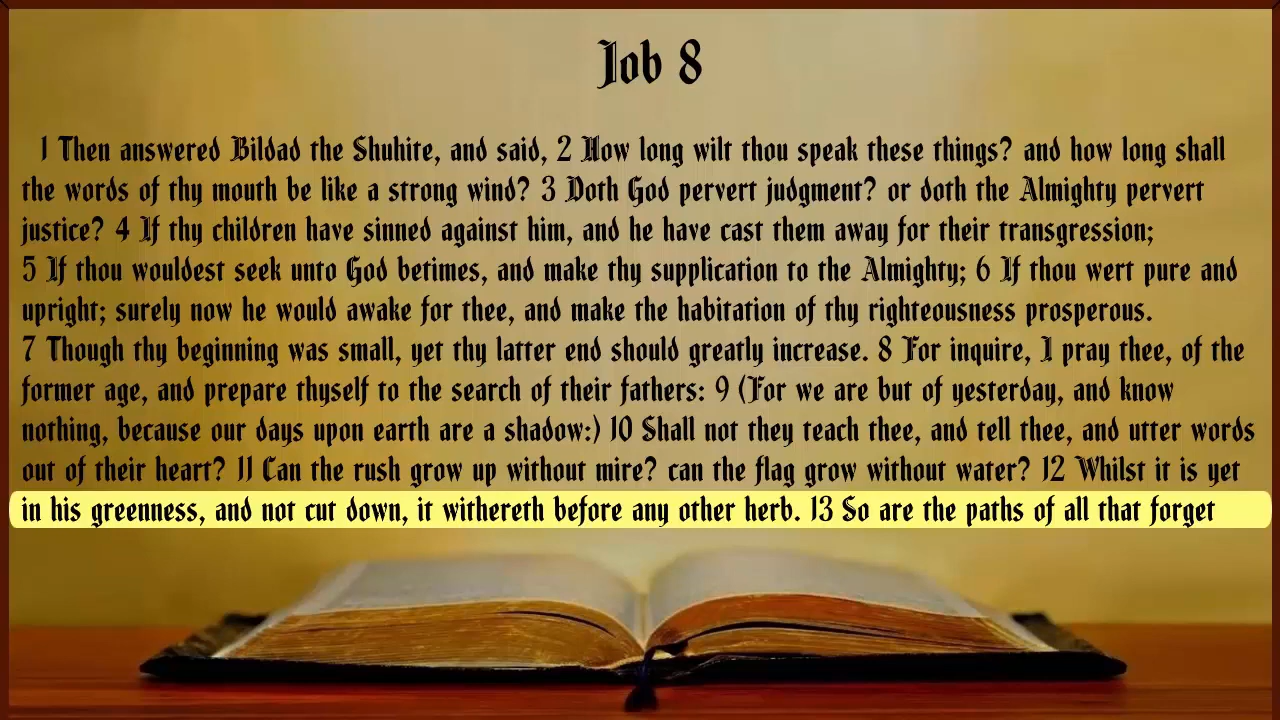 Job 8
1 Then answered Bildad the Shuhite, and said, 2 How long wilt thou speak these things? and how long shall
the words of thy mouth be like a strong wind? 3 Doth God pervert judgment? or doth the Almighty pervert
justice? 4 If thy children have sinned against him, and he have cast them away for their transgression;
5 If thou wouldest seek unto God betimes, and make thy supplication to the Almighty; 6 If thou wert pure and
upright; surely now he would awake for thee, and make the habitation of thy righteousness prosperous.
7 Though thy beginning was small, yet thy latter end should greatly increase. 8 For inquire, I pray thee, of the
former age, and prepare thyself to the search of their fathers: 9 (For we are but of yesterday, and know
nothing, because our days upon earth are a shadow:) 10 Shall not they teach thee, and tell thee, and utter words
out of their heart? 11 Can the rush grow up without mire? can the flag grow without water? 12 Whilst it is yet
in his greenness, and not cut down, it withereth before any other herb. 13 So are the paths of all that forget